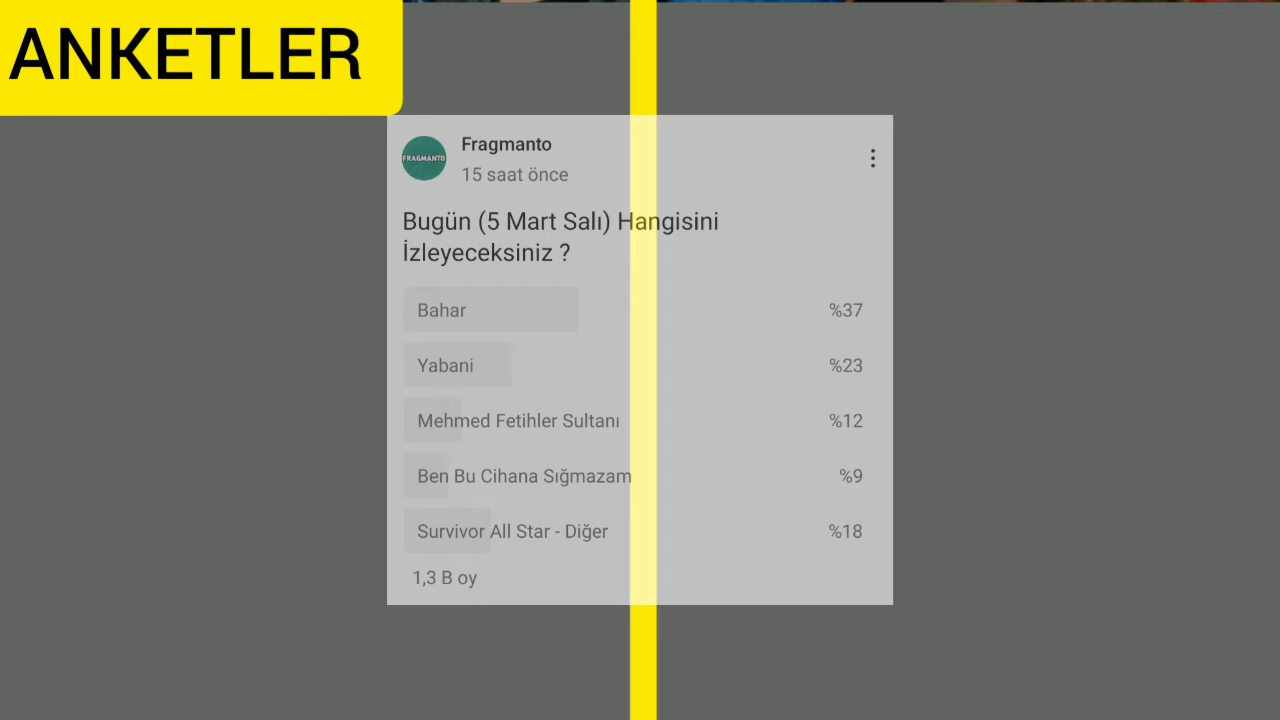 ANKETLER
FRAGMANTO
Fragmanto
15 saat önce
Bugün (5 Mart Salı) Hangisini
İzleyeceksiniz ?
Bahar %37
Yabani %23
Mehmed Fetihler Sultanı %12
Ben Bu Cihana Sığmazam %9
Survivor All Star - Diğer %18
1,3 B oy